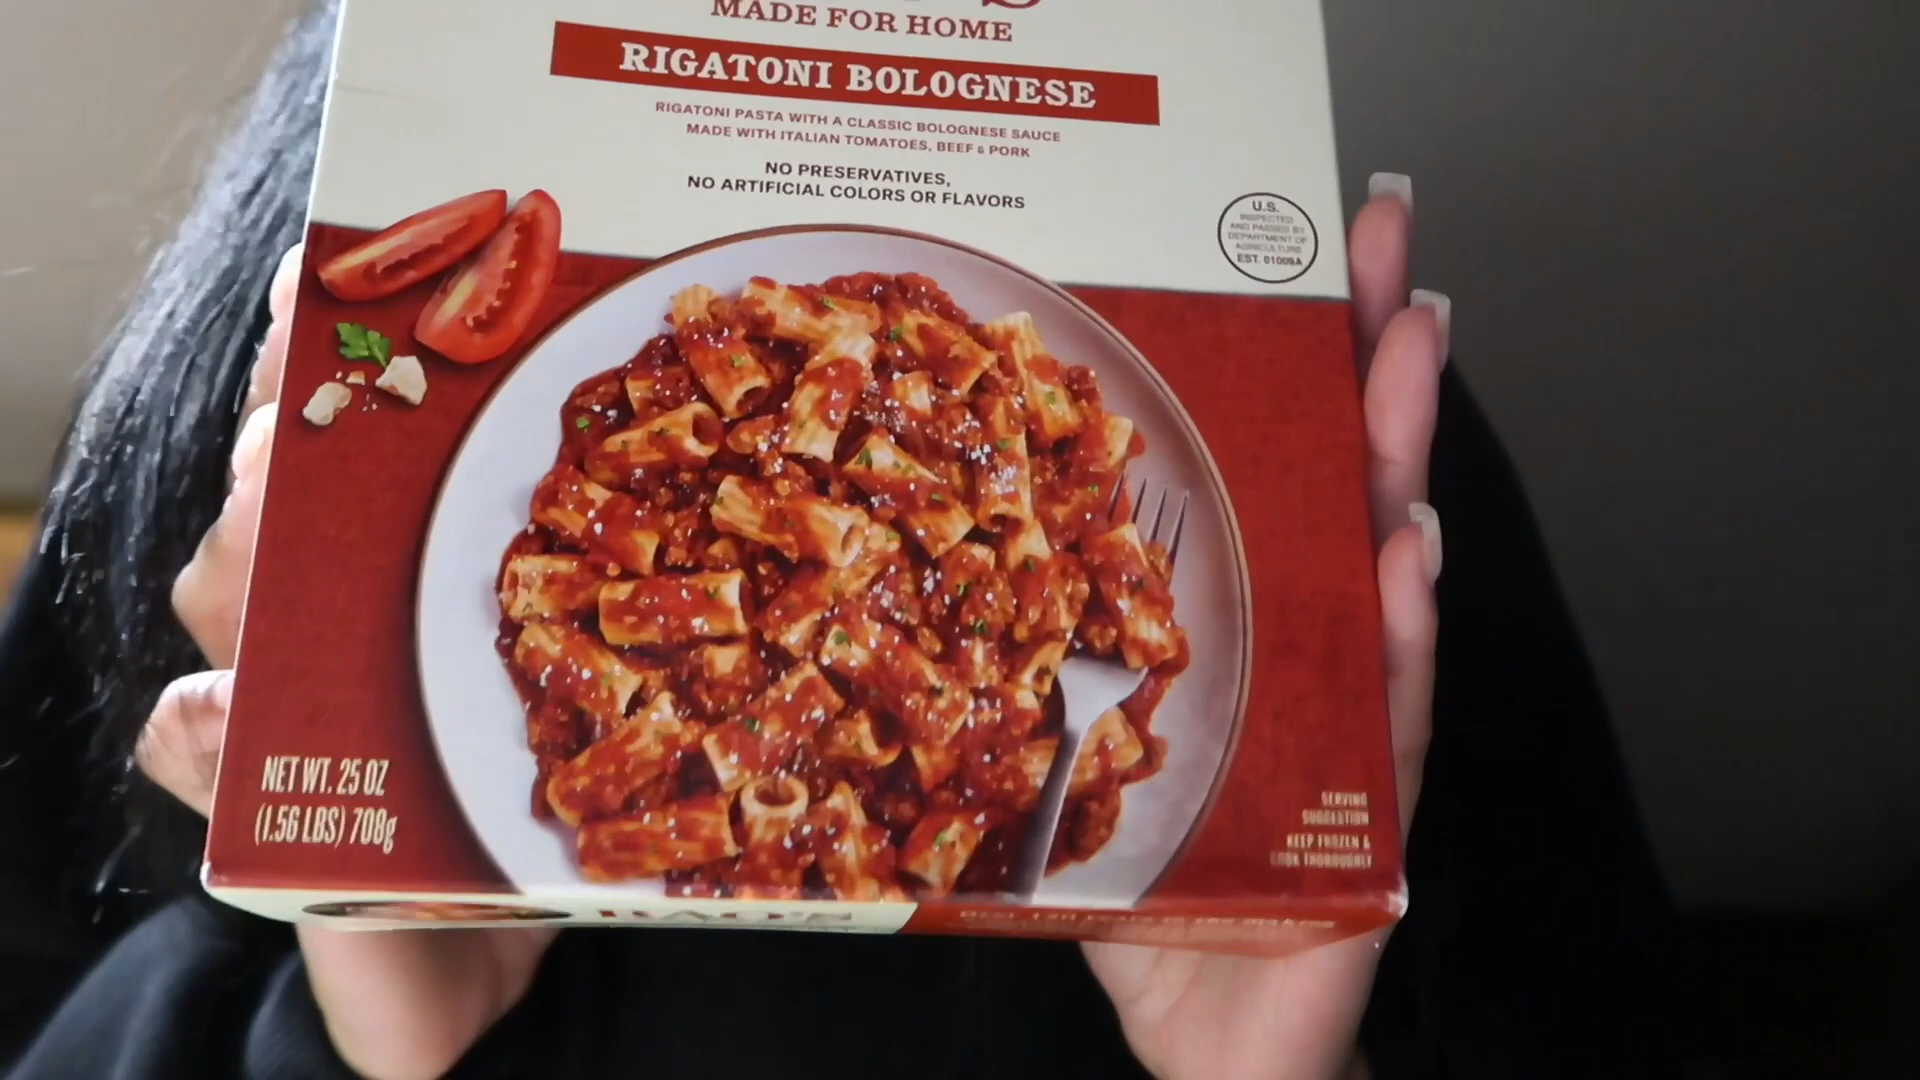 MADE FOR HOME
RIGATONI BOLOGNESE
RIGATONI PASTA WITH A CLASSIC BOLOGNESE SAUCE
MADE WITH ITALIAN TOMATOES, BEEF & PORK
NO PRESERVATIVES,
NO ARTIFICIAL COLORS OR FLAVORS
U.S.
INSPECTED
AND PASSED BY
DEPARTMENT OF
AGRICULTURE
EST. 01009A
NET WT. 25 OZ
(1.56 LBS) 708g
SERVING
SUGGESTION
KEEP FROZEN &
COOK THOROUGHLY
RAO'S